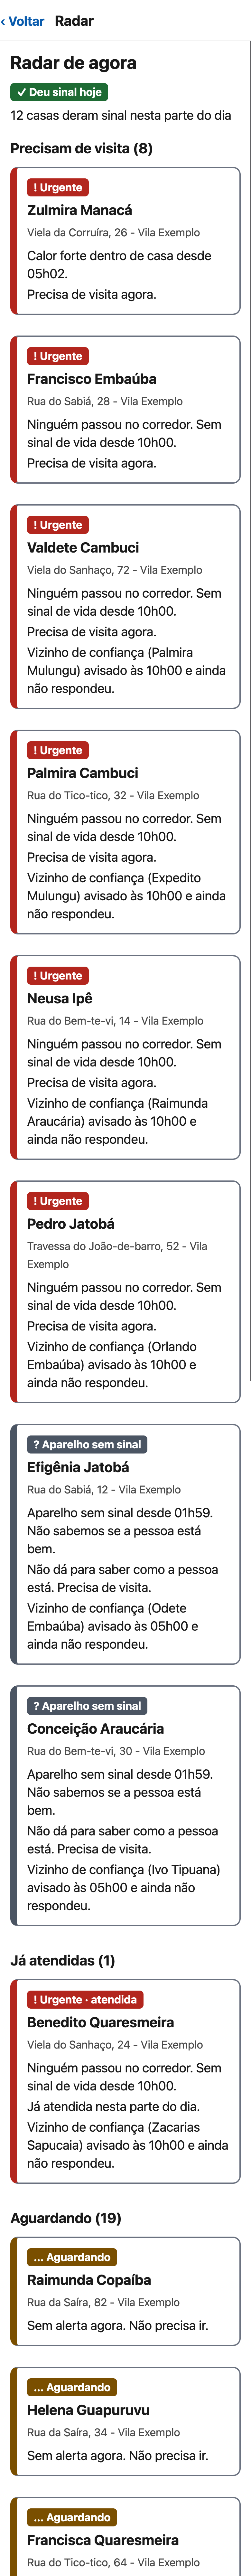 ‹ Voltar Radar
Radar de agora
✓ Deu sinal hoje
12 casas deram sinal nesta parte do dia
Precisam de visita (8)
! Urgente
Zulmira Manacá
Viela da Corruíra, 26 - Vila Exemplo
Calor forte dentro de casa desde
05h02.
Precisa de visita agora.
! Urgente
Francisco Embaúba
Rua do Sabiá, 28 - Vila Exemplo
Ninguém passou no corredor. Sem
sinal de vida desde 10h00.
Precisa de visita agora.
! Urgente
Valdete Cambuci
Viela do Sanhaço, 72 - Vila Exemplo
Ninguém passou no corredor. Sem
sinal de vida desde 10h00.
Precisa de visita agora.
Vizinho de confiança (Palmira
Mulungu) avisado às 10h00 e ainda
não respondeu.
! Urgente
Palmira Cambuci
Rua do Tico-tico, 32 - Vila Exemplo
Ninguém passou no corredor. Sem
sinal de vida desde 10h00.
Precisa de visita agora.
Vizinho de confiança (Expedito
Mulungu) avisado às 10h00 e ainda
não respondeu.
! Urgente
Neusa Ipê
Rua do Bem-te-vi, 14 - Vila Exemplo
Ninguém passou no corredor. Sem
sinal de vida desde 10h00.
Precisa de visita agora.
Vizinho de confiança (Raimunda
Araucária) avisado às 10h00 e
ainda não respondeu.
! Urgente
Pedro Jatobá
Travessa do João-de-barro, 52 - Vila
Exemplo
Ninguém passou no corredor. Sem
sinal de vida desde 10h00.
Precisa de visita agora.
Vizinho de confiança (Orlando
Embaúba) avisado às 10h00 e
ainda não respondeu.
? Aparelho sem sinal
Efigênia Jatobá
Rua do Sabiá, 12 - Vila Exemplo
Aparelho sem sinal desde 01h59.
Não sabemos se a pessoa está
bem.
Não dá para saber como a pessoa
está. Precisa de visita.
Vizinho de confiança (Odete
Embaúba) avisado às 05h00 e
ainda não respondeu.
? Aparelho sem sinal
Conceição Araucária
Rua do Bem-te-vi, 30 - Vila Exemplo
Aparelho sem sinal desde 01h59.
Não sabemos se a pessoa está
bem.
Não dá para saber como a pessoa
está. Precisa de visita.
Vizinho de confiança (Ivo Tipuana)
avisado às 05h00 e ainda não
respondeu.
Já atendidas (1)
! Urgente · atendida
Benedito Quaresmeira
Viela do Sanhaço, 24 - Vila Exemplo
Ninguém passou no corredor. Sem
sinal de vida desde 10h00.
Já atendida nesta parte do dia.
Vizinho de confiança (Zacarias
Sapucaia) avisado às 10h00 e ainda
não respondeu.
Aguardando (19)
... Aguardando
Raimunda Copaíba
Rua da Saíra, 82 - Vila Exemplo
Sem alerta agora. Não precisa ir.
... Aguardando
Helena Guapuruvu
Rua da Saíra, 34 - Vila Exemplo
Sem alerta agora. Não precisa ir.
... Aguardando
Francisca Quaresmeira
Rua do Tico-tico, 64 - Vila Exemplo